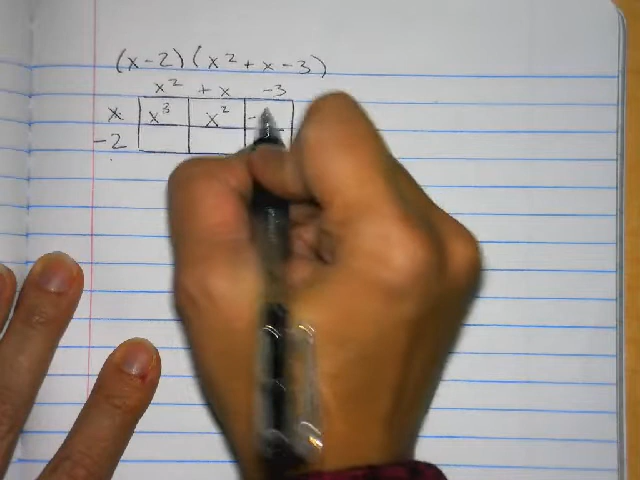 (x-2)(x² + x - 3)
x² + x -3
x x³ x² -
-2